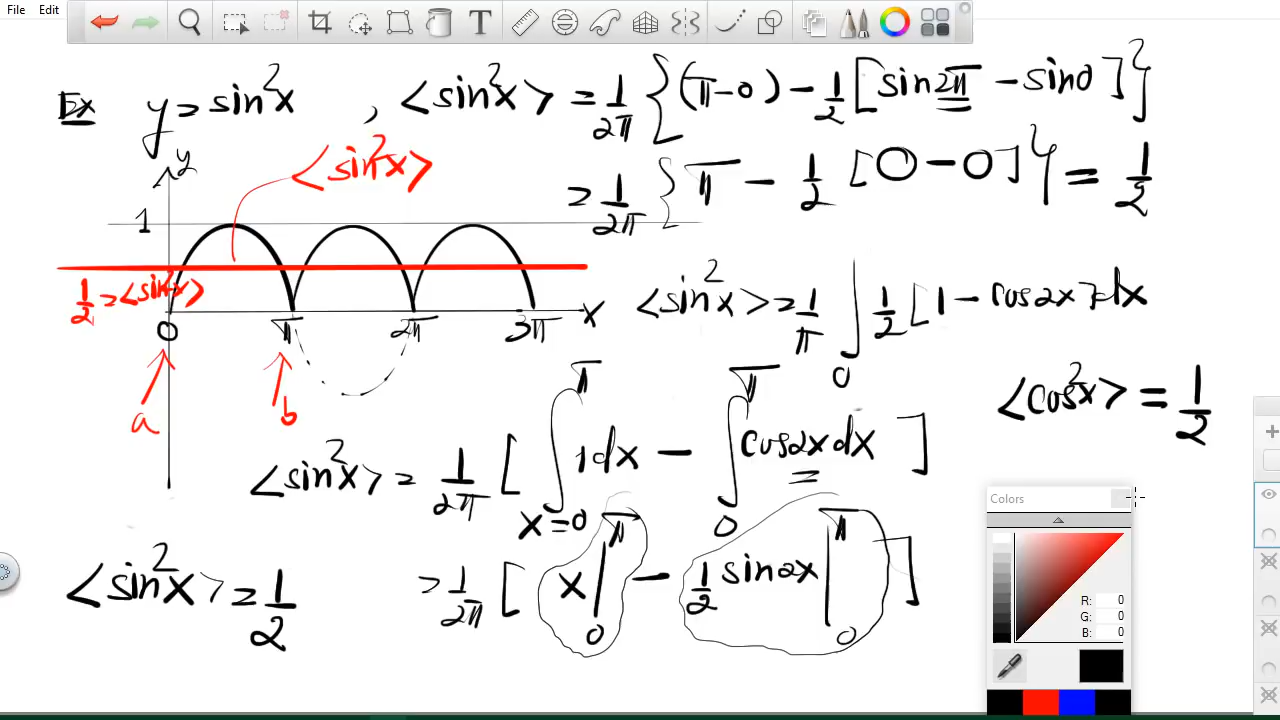 File Edit
Ex y = sin²x , <sin²x> = 1/2π {(π-0) - 1/2 [sin2π - sin0]}
= 1/2π {π - 1/2 [0-0]} = 1/2
y
<sin²x>
1
1/2 = <sin²x>
0 π 2π 3π x
a b
<sin²x> = 1/π ∫₀ 1/2 [1 - cos2x] dx
<cos²x> = 1/2
<sin²x> = 1/2π [ ∫_{x=0}^{π} 1dx - ∫_{0}^{π} cos2x dx ]
= 1/2π [ x |_{0}^{π} - 1/2 sin2x |_{0}^{π} ]
<sin²x> = 1/2
Colors
R: 0
G: 0
B: 0